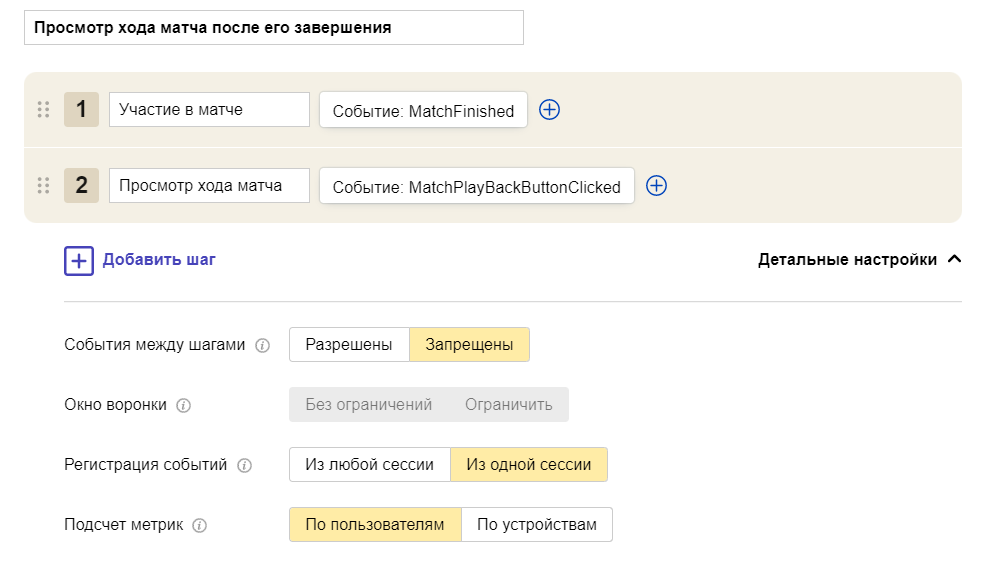 Просмотр хода матча после его завершения
1 Участие в матче Событие: MatchFinished
2 Просмотр хода матча Событие: MatchPlayBackButtonClicked
Добавить шаг Детальные настройки
События между шагами Разрешены Запрещены
Окно воронки Без ограничений Ограничить
Регистрация событий Из любой сессии Из одной сессии
Подсчет метрик По пользователям По устройствам